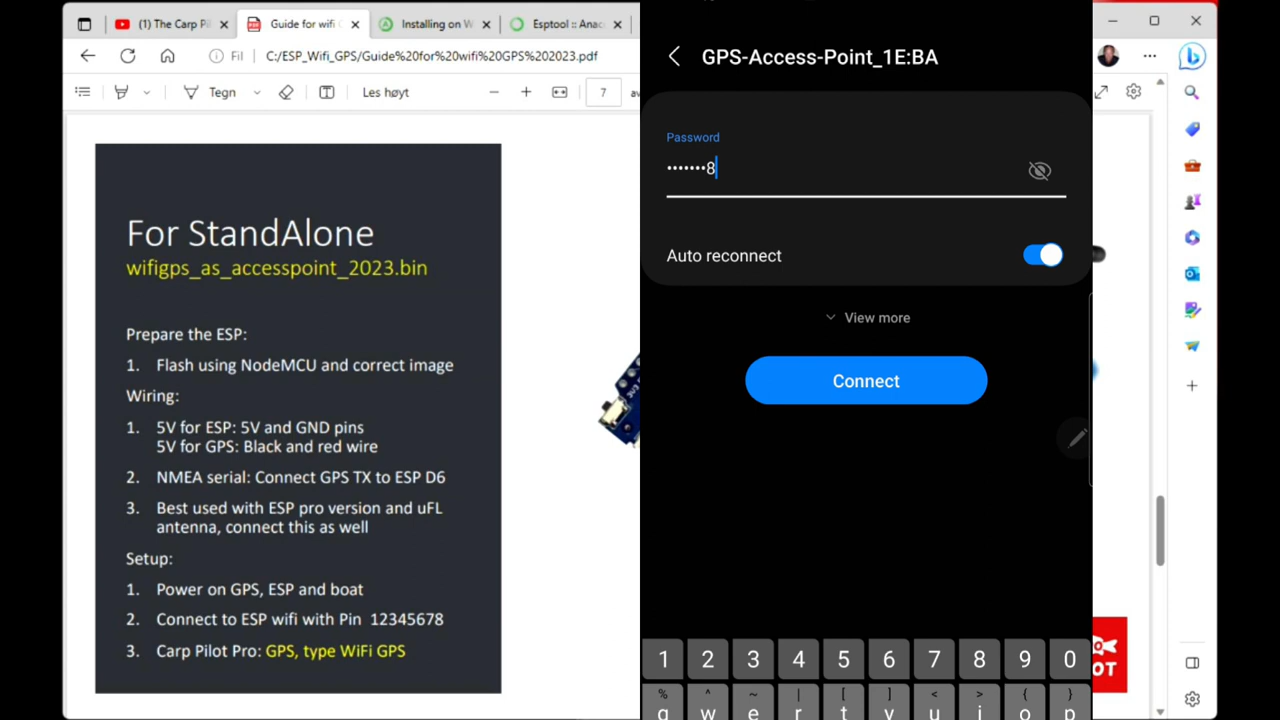 (1) The Carp Pi
Guide for wifi
Installing on W
Esptool :: Anac
Fil
C:/ESP_Wifi_GPS/Guide%20for%20wifi%20GPS%202023.pdf
Tegn
Les høyt
7
av
For StandAlone
wifigps_as_accesspoint_2023.bin
Prepare the ESP:
1. Flash using NodeMCU and correct image
Wiring:
1. 5V for ESP: 5V and GND pins
5V for GPS: Black and red wire
2. NMEA serial: Connect GPS TX to ESP D6
3. Best used with ESP pro version and uFL
antenna, connect this as well
Setup:
1. Power on GPS, ESP and boat
2. Connect to ESP wifi with Pin 12345678
3. Carp Pilot Pro: GPS, type WiFi GPS
3V3
GPS-Access-Point_1E:BA
Password
•••••••8
Auto reconnect
View more
Connect
1 2 3 4 5 6 7 8 9 0
% ^ ~ | [ ] < > { }
q w e r t y u i o p
OT